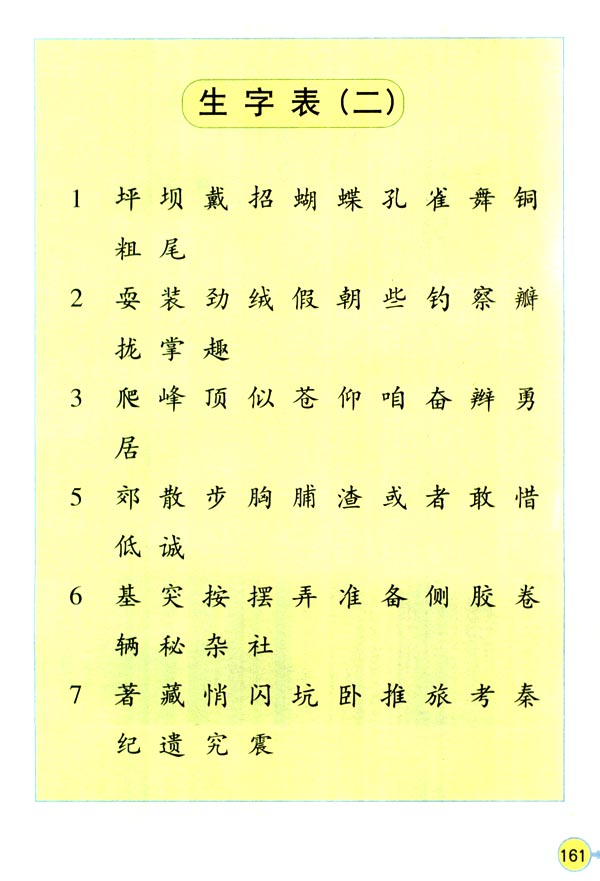 生字表(二)
1 坪 坝 戴 招 蝴 蝶 孔 雀 舞 铜
粗 尾
2 耍 装 劲 绒 假 朝 些 钓 察 瓣
拢 掌 趣
3 爬 峰 顶 似 苍 仰 咱 奋 辫 勇
居
5 郊 散 步 胸 脯 渣 或 者 敢 惜
低 诚
6 基 突 按 摆 弄 准 备 侧 胶 卷
辆 秘 杂 社
7 著 藏 悄 闪 坑 卧 推 旅 考 秦
纪 遗 究 震
161